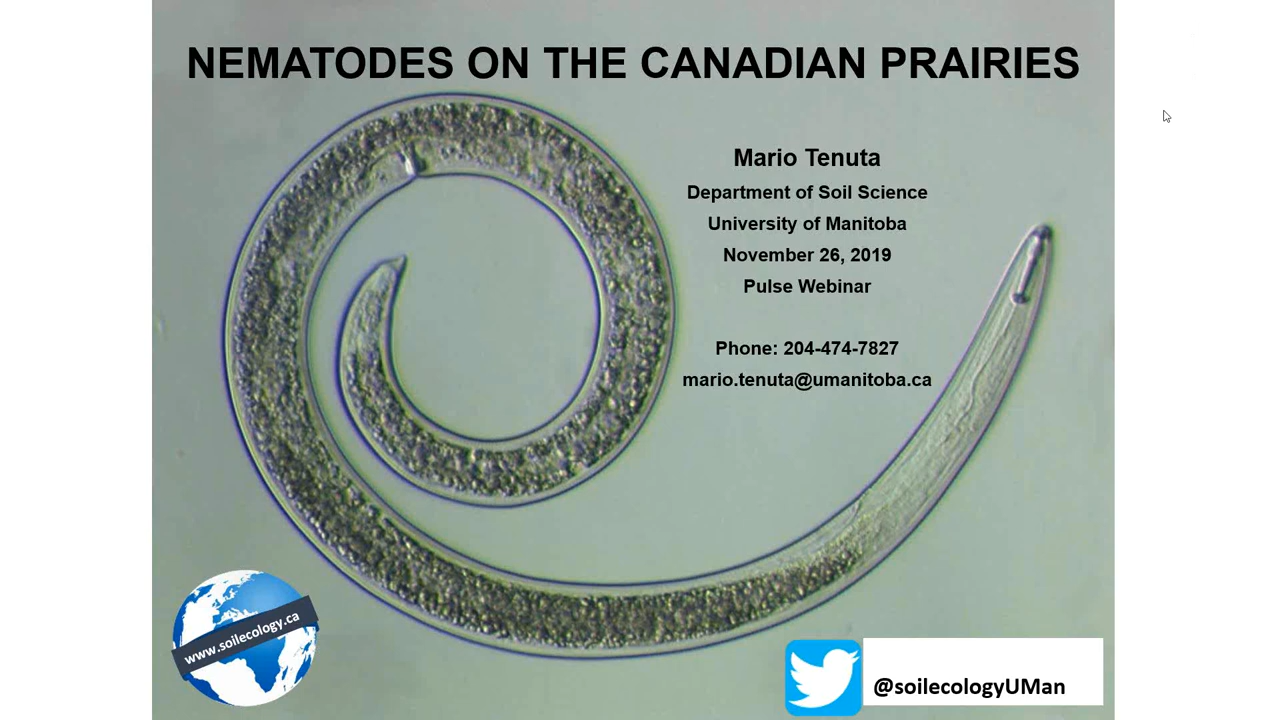 NEMATODES ON THE CANADIAN PRAIRIES
Mario Tenuta
Department of Soil Science
University of Manitoba
November 26, 2019
Pulse Webinar
Phone: 204-474-7827
mario.tenuta@umanitoba.ca
www.soilecology.ca
@soilecologyUMan